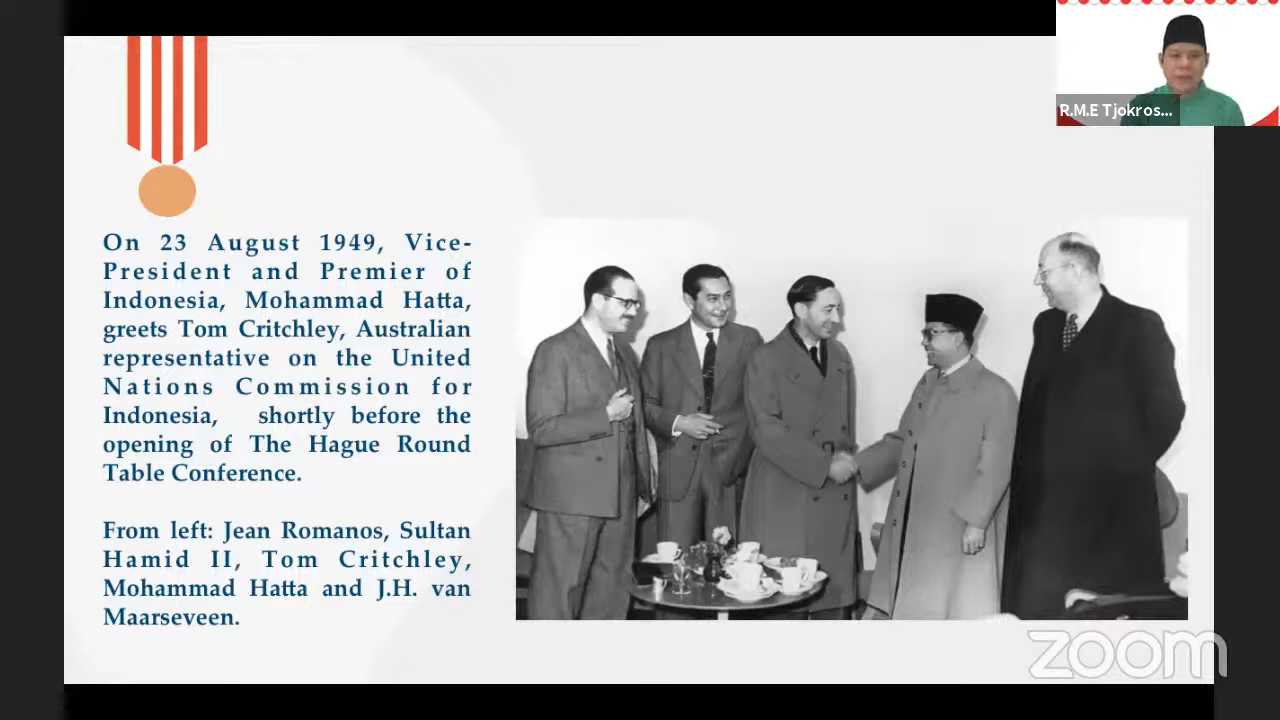 R.M.E Tjokros...
On 23 August 1949, Vice-
President and Premier of
Indonesia, Mohammad Hatta,
greets Tom Critchley, Australian
representative on the United
Nations Commission for
Indonesia, shortly before the
opening of The Hague Round
Table Conference.
From left: Jean Romanos, Sultan
Hamid II, Tom Critchley,
Mohammad Hatta and J.H. van
Maarseveen.
zoom